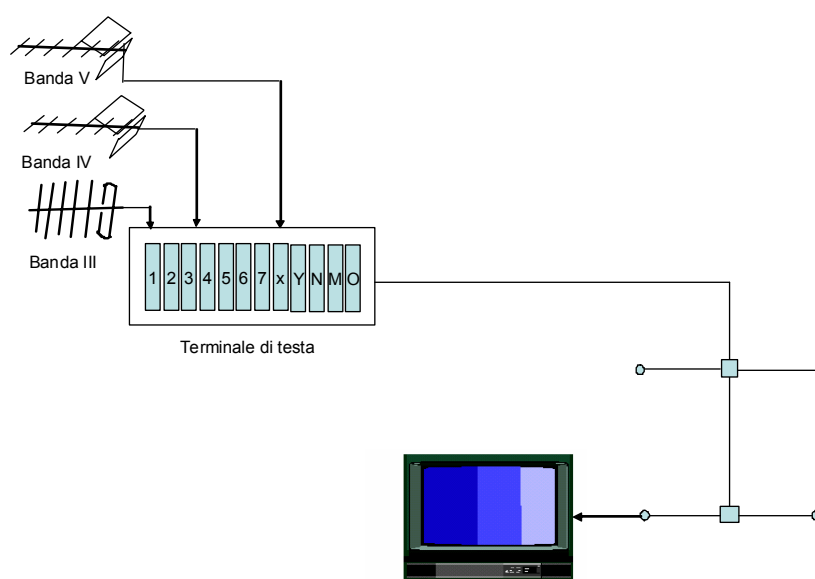 Banda V
Banda IV
Banda III
1 2 3 4 5 6 7 x Y N M O
Terminale di testa